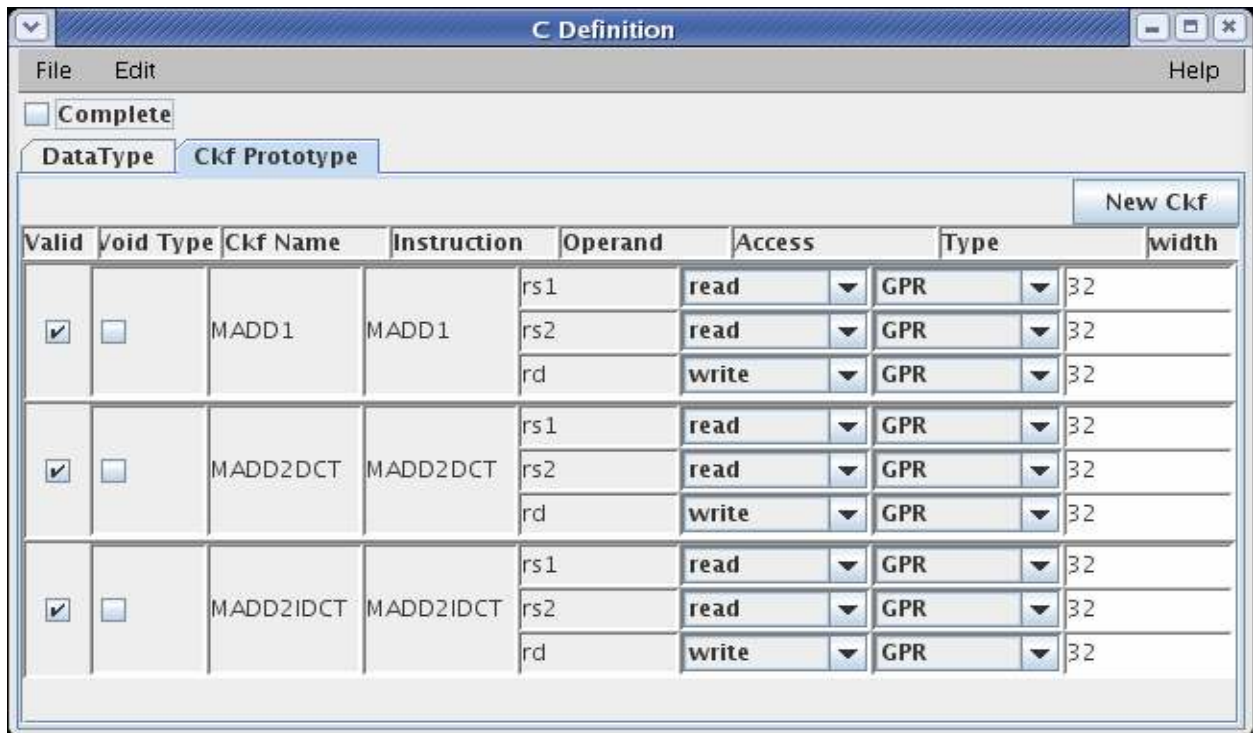 C Definition
File Edit Help
Complete
DataType Ckf Prototype
New Ckf
Valid Void Type Ckf Name Instruction Operand Access Type width
rs1 read GPR 32
MADD1 MADD1 rs2 read GPR 32
rd write GPR 32
rs1 read GPR 32
MADD2DCT MADD2DCT rs2 read GPR 32
rd write GPR 32
rs1 read GPR 32
MADD2IDCT MADD2IDCT rs2 read GPR 32
rd write GPR 32